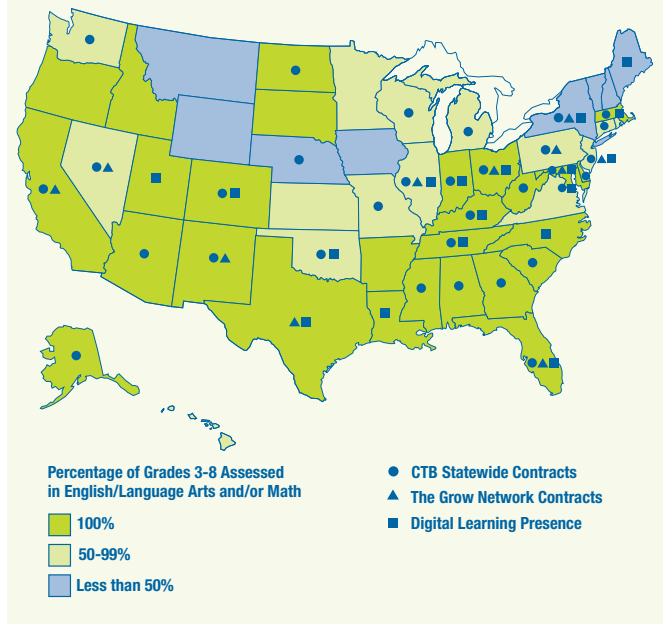 Percentage of Grades 3-8 Assessed
in English/Language Arts and/or Math
100%
50-99%
Less than 50%
CTB Statewide Contracts
The Grow Network Contracts
Digital Learning Presence